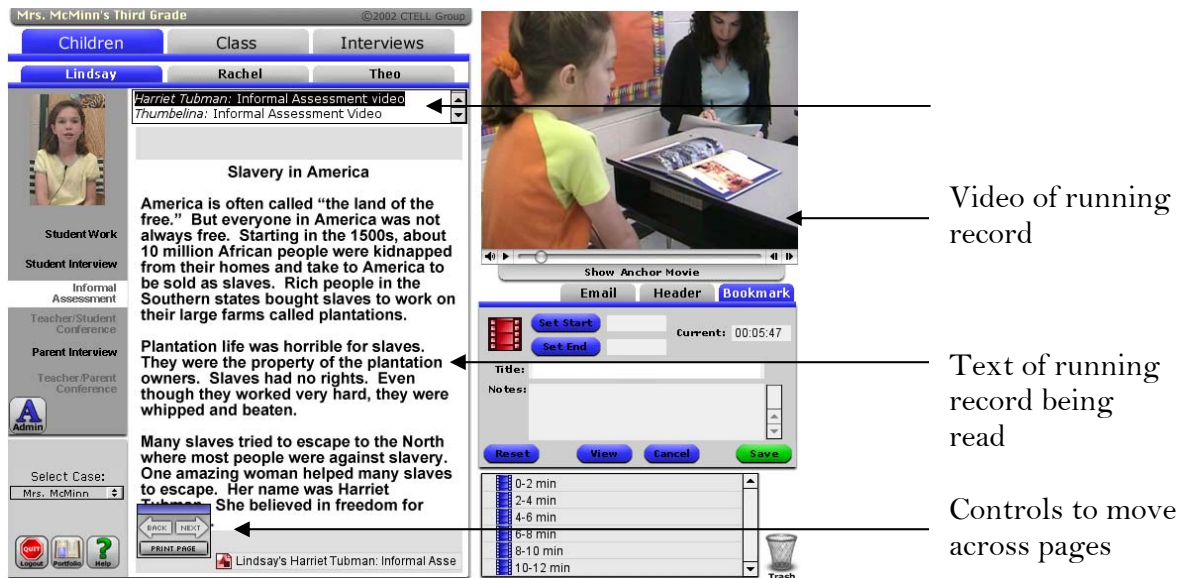 Mrs. McMinn's Third Grade
©2002 CTELL Group
Children
Class
Interviews
Lindsay
Rachel
Theo
Harriet Tubman: Informal Assessment video
Thumbelina: Informal Assessment Video
Student Work
Student Interview
Informal
Assessment
Teacher/Student
Conference
Parent Interview
Teacher/Parent
Conference
Admin
Select Case:
Mrs. McMinn
QUIT
Logout
Portfolio
?
Help
Slavery in America
America is often called “the land of the
free.” But everyone in America was not
always free. Starting in the 1500s, about
10 million African people were kidnapped
from their homes and take to America to
be sold as slaves. Rich people in the
Southern states bought slaves to work on
their large farms called plantations.
Plantation life was horrible for slaves.
They were the property of the plantation
owners. Slaves had no rights. Even
though they worked very hard, they were
whipped and beaten.
Many slaves tried to escape to the North
where most people were against slavery.
One amazing woman helped many slaves
to escape. Her name was Harriet
Tubman. She believed in freedom for
BACK
NEXT
PRINT PAGE
Lindsay's Harriet Tubman: Informal Asse
Show Anchor Movie
Email
Header
Bookmark
Set Start
Current: 00:05:47
Set End
Title:
Notes:
Reset
View
Cancel
Save
0-2 min
2-4 min
4-6 min
6-8 min
8-10 min
10-12 min
Trash
Video of running
record
Text of running
record being
read
Controls to move
across pages